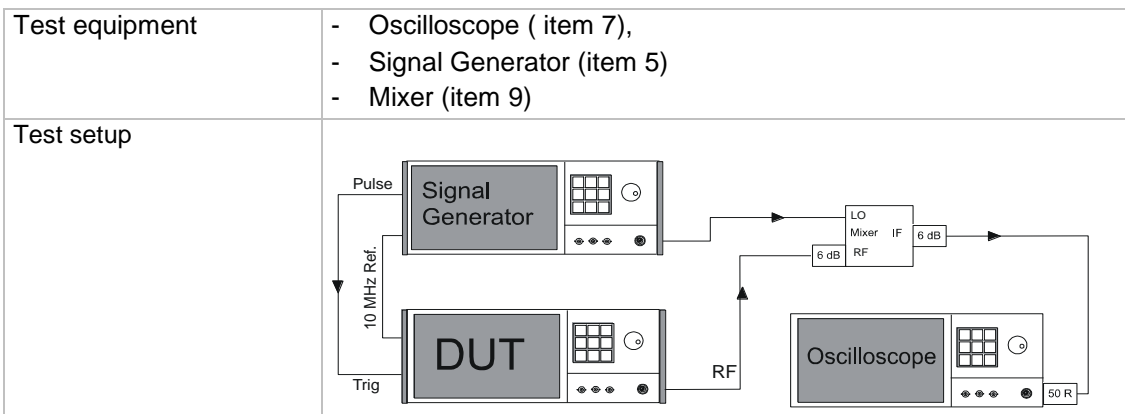 Test equipment
- Oscilloscope ( item 7),
- Signal Generator (item 5)
- Mixer (item 9)
Test setup
Pulse
Signal
Generator
10 MHz Ref.
LO
Mixer IF
RF
6 dB
6 dB
DUT
Trig
RF
Oscilloscope
50 R